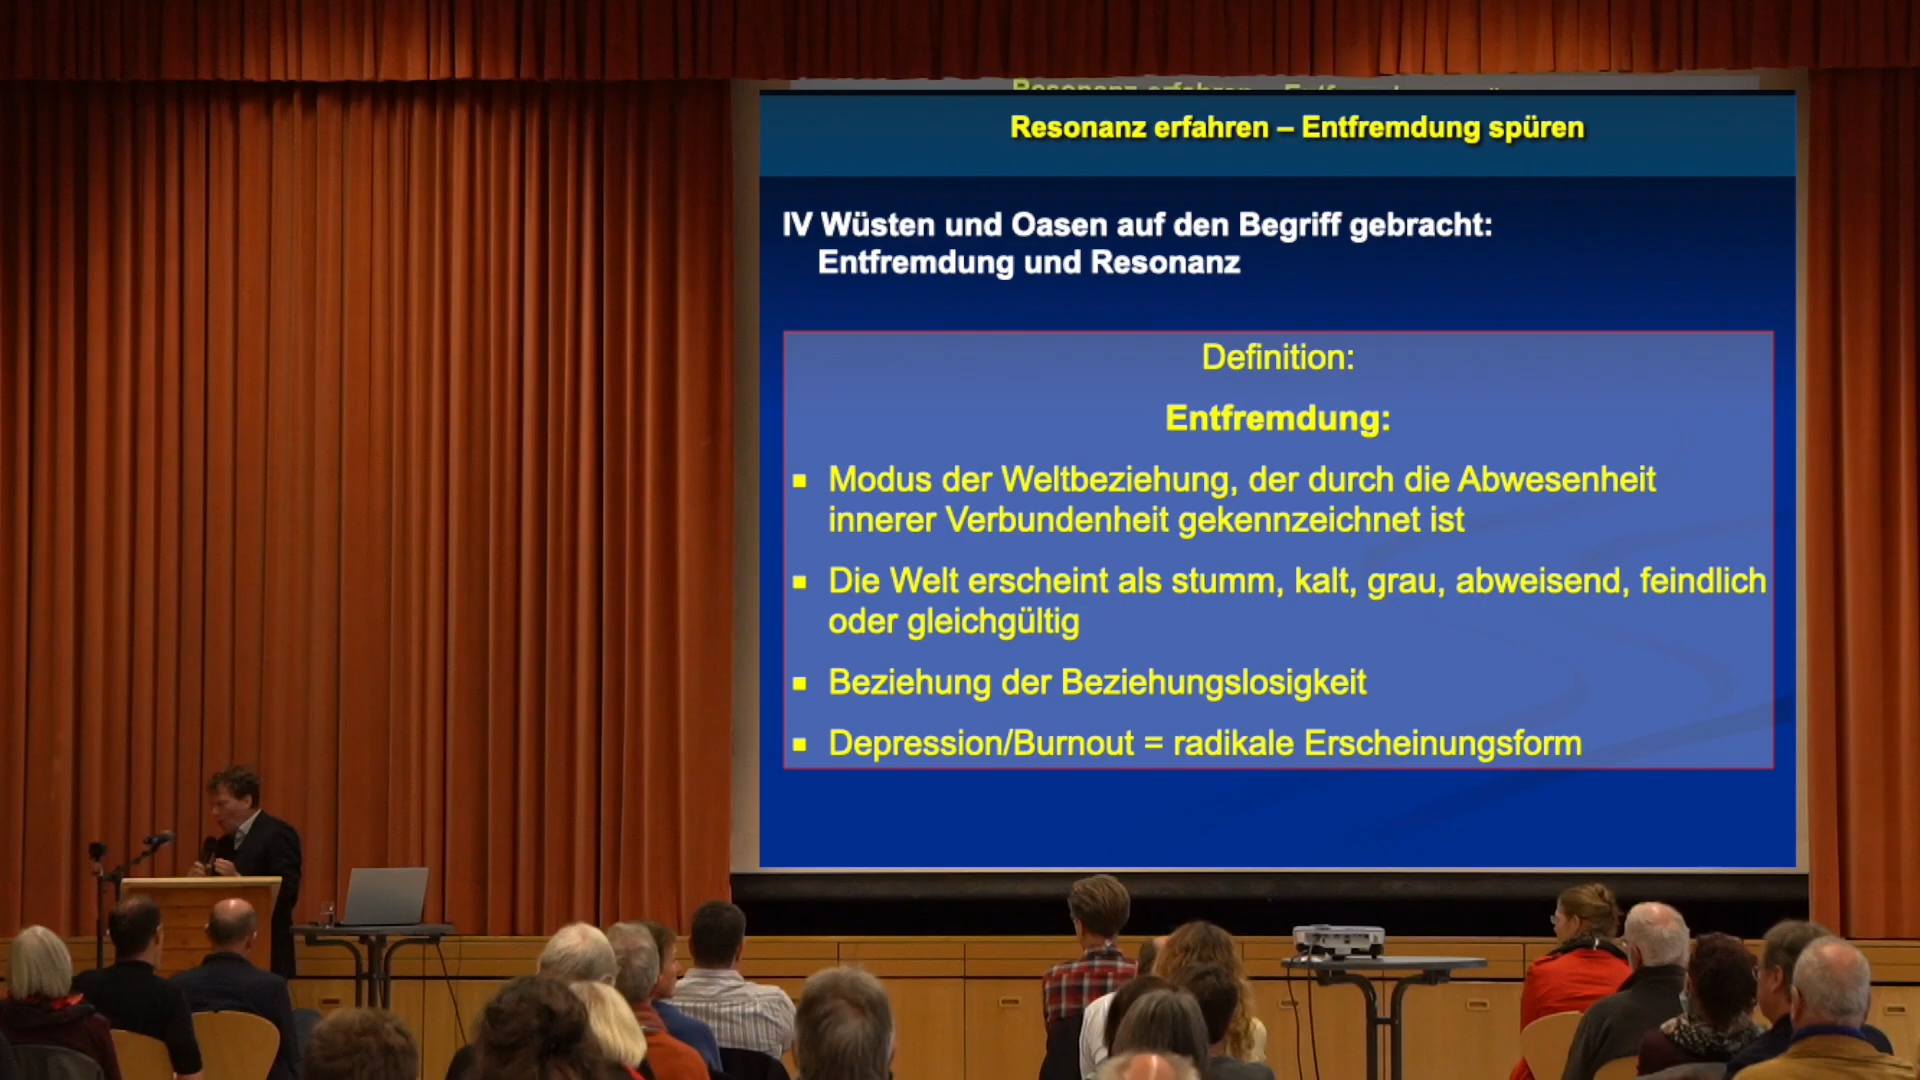 Resonanz erfahren – Entfremdung spüren
IV Wüsten und Oasen auf den Begriff gebracht:
Entfremdung und Resonanz
Definition:
Entfremdung:
▪ Modus der Weltbeziehung, der durch die Abwesenheit
innerer Verbundenheit gekennzeichnet ist
▪ Die Welt erscheint als stumm, kalt, grau, abweisend, feindlich
oder gleichgültig
▪ Beziehung der Beziehungslosigkeit
▪ Depression/Burnout = radikale Erscheinungsform